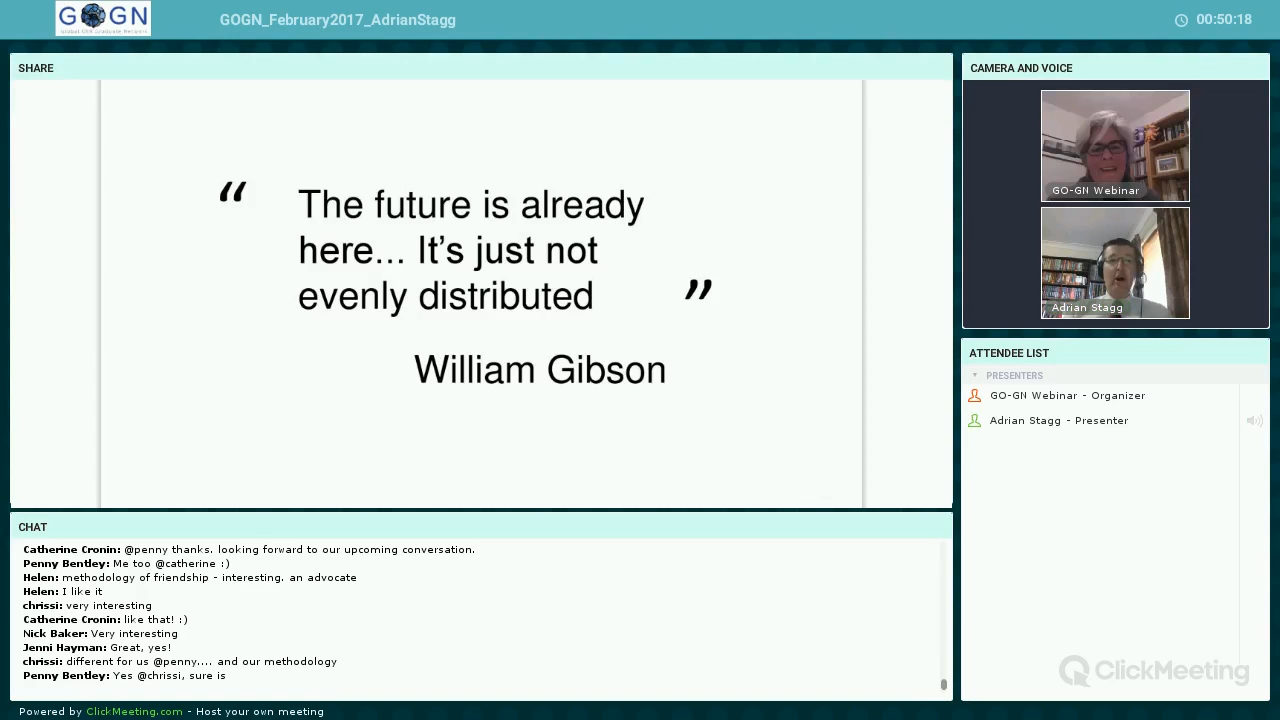 GOGN
Global OER Graduate Network
GOGN_February2017_AdrianStagg
00:50:18
SHARE
“ The future is already
here... It’s just not
evenly distributed ”
William Gibson
CAMERA AND VOICE
GO-GN Webinar
Adrian Stagg
ATTENDEE LIST
PRESENTERS
GO-GN Webinar - Organizer
Adrian Stagg - Presenter
CHAT
Catherine Cronin: @penny thanks. looking forward to our upcoming conversation.
Penny Bentley: Me too @catherine :)
Helen: methodology of friendship - interesting. an advocate
Helen: I like it
chrissi: very interesting
Catherine Cronin: like that! :)
Nick Baker: Very interesting
Jenni Hayman: Great, yes!
chrissi: different for us @penny.... and our methodology
Penny Bentley: Yes @chrissi, sure is
ClickMeeting
Powered by ClickMeeting.com - Host your own meeting